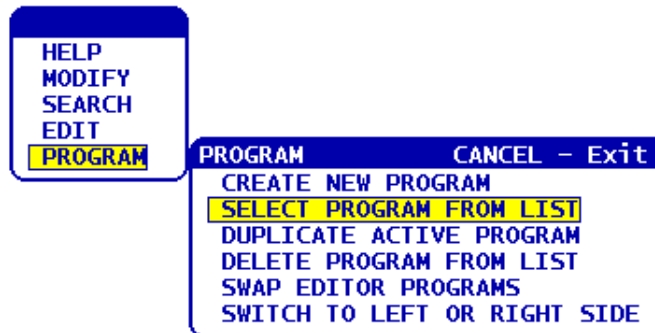 HELP
MODIFY
SEARCH
EDIT
PROGRAM
PROGRAM CANCEL - Exit
CREATE NEW PROGRAM
SELECT PROGRAM FROM LIST
DUPLICATE ACTIVE PROGRAM
DELETE PROGRAM FROM LIST
SWAP EDITOR PROGRAMS
SWITCH TO LEFT OR RIGHT SIDE